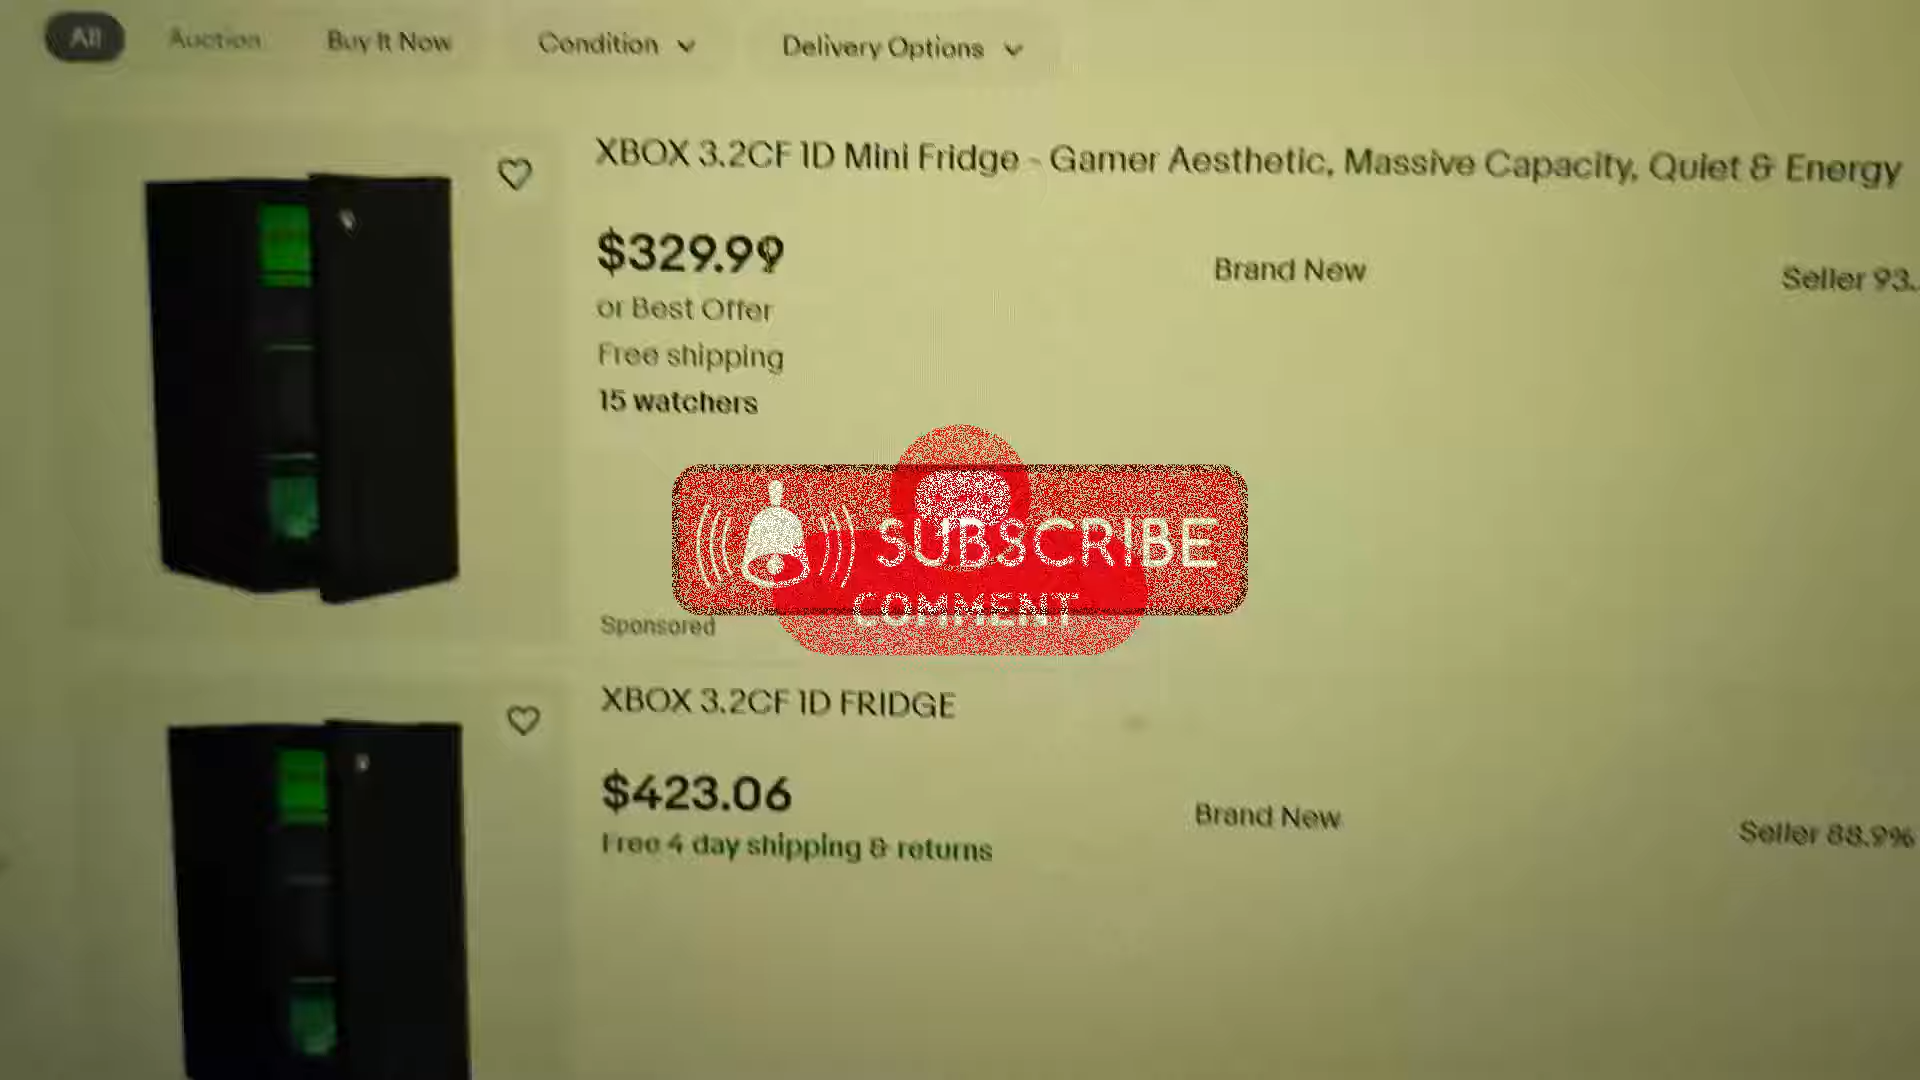 All Auction Buy It Now Condition Delivery Options
XBOX 3.2CF 1D Mini Fridge - Gamer Aesthetic, Massive Capacity, Quiet & Energy
$329.99 Brand New Seller 93.
or Best Offer
Free shipping
15 watchers
SUBSCRIBE
COMMENT
Sponsored
XBOX 3.2CF 1D FRIDGE
$423.06 Brand New Seller 88.9%
Free 4 day shipping & returns